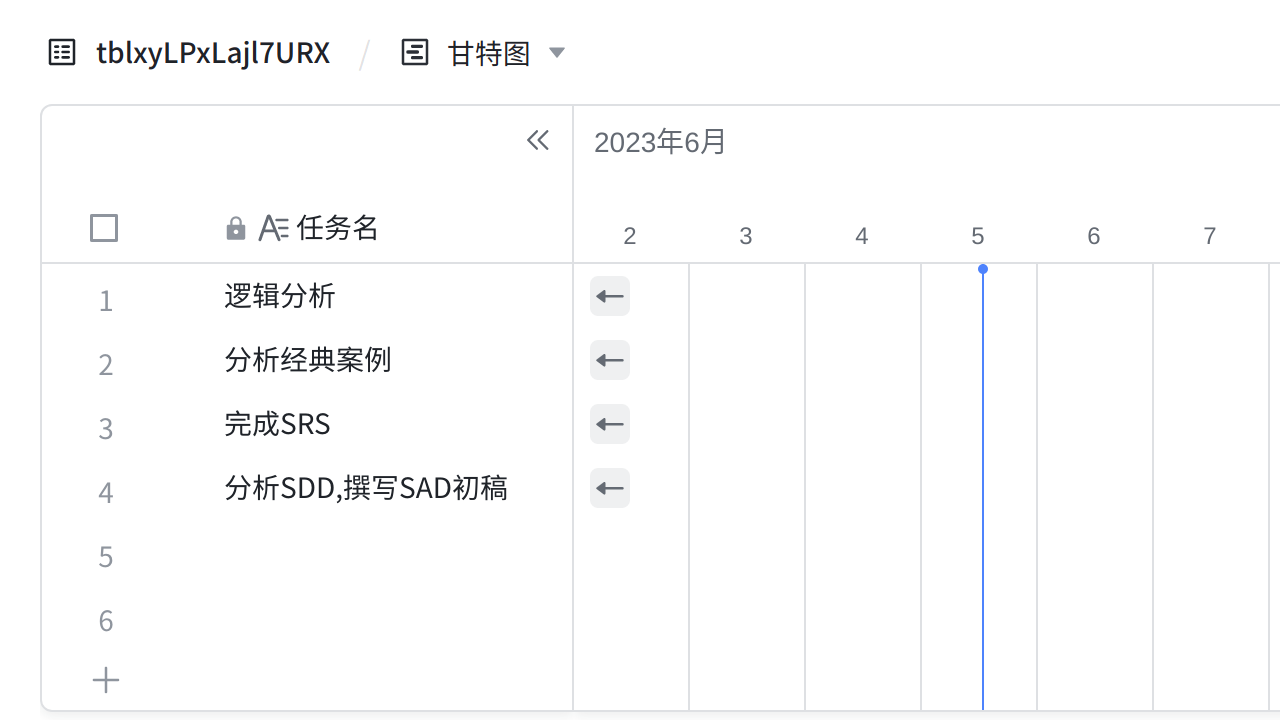 tblxyLPxLajl7URX / 甘特图
2023年6月
任务名
2 3 4 5 6 7
1 逻辑分析
2 分析经典案例
3 完成SRS
4 分析SDD,撰写SAD初稿
5
6